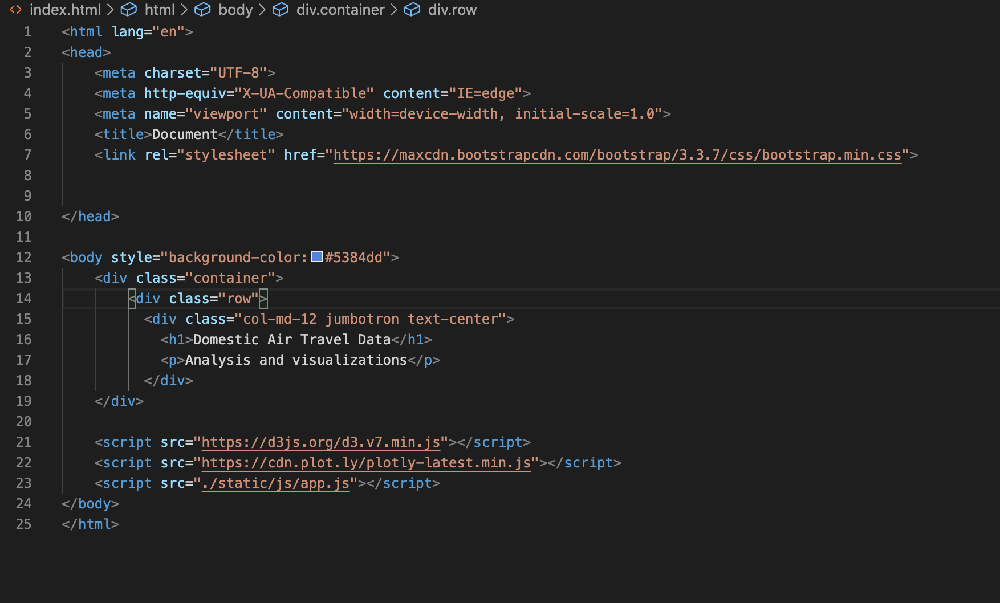 index.html > html > body > div.container > div.row
1 <html lang="en">
2 <head>
3     <meta charset="UTF-8">
4     <meta http-equiv="X-UA-Compatible" content="IE=edge">
5     <meta name="viewport" content="width=device-width, initial-scale=1.0">
6     <title>Document</title>
7     <link rel="stylesheet" href="https://maxcdn.bootstrapcdn.com/bootstrap/3.3.7/css/bootstrap.min.css">
8
9
10 </head>
11
12 <body style="background-color:#5384dd">
13     <div class="container">
14         <div class="row">
15           <div class="col-md-12 jumbotron text-center">
16             <h1>Domestic Air Travel Data</h1>
17             <p>Analysis and visualizations</p>
18           </div>
19     </div>
20
21     <script src="https://d3js.org/d3.v7.min.js"></script>
22     <script src="https://cdn.plot.ly/plotly-latest.min.js"></script>
23     <script src="./static/js/app.js"></script>
24 </body>
25 </html>